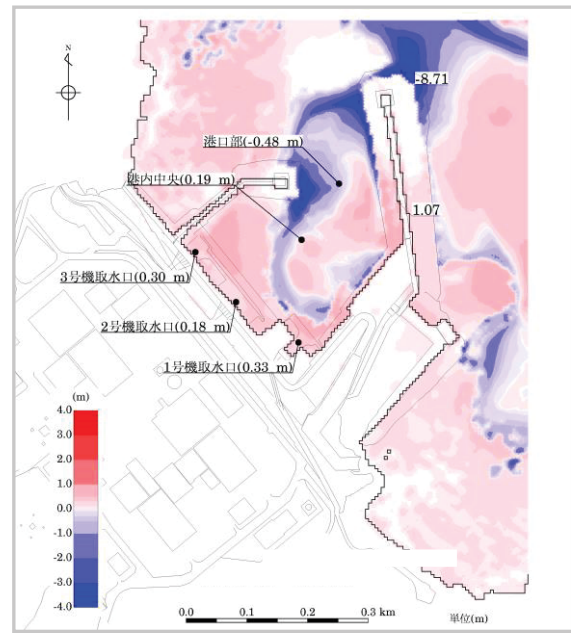 N
-8.71
港口部(-0.48 m)
港内中央(0.19 m)
1.07
3号機取水口(0.30 m)
2号機取水口(0.18 m)
1号機取水口(0.33 m)
(m)
4.0
3.0
2.0
1.0
0.0
-1.0
-2.0
-3.0
-4.0
0.0 0.1 0.2 0.3 km
単位(m)